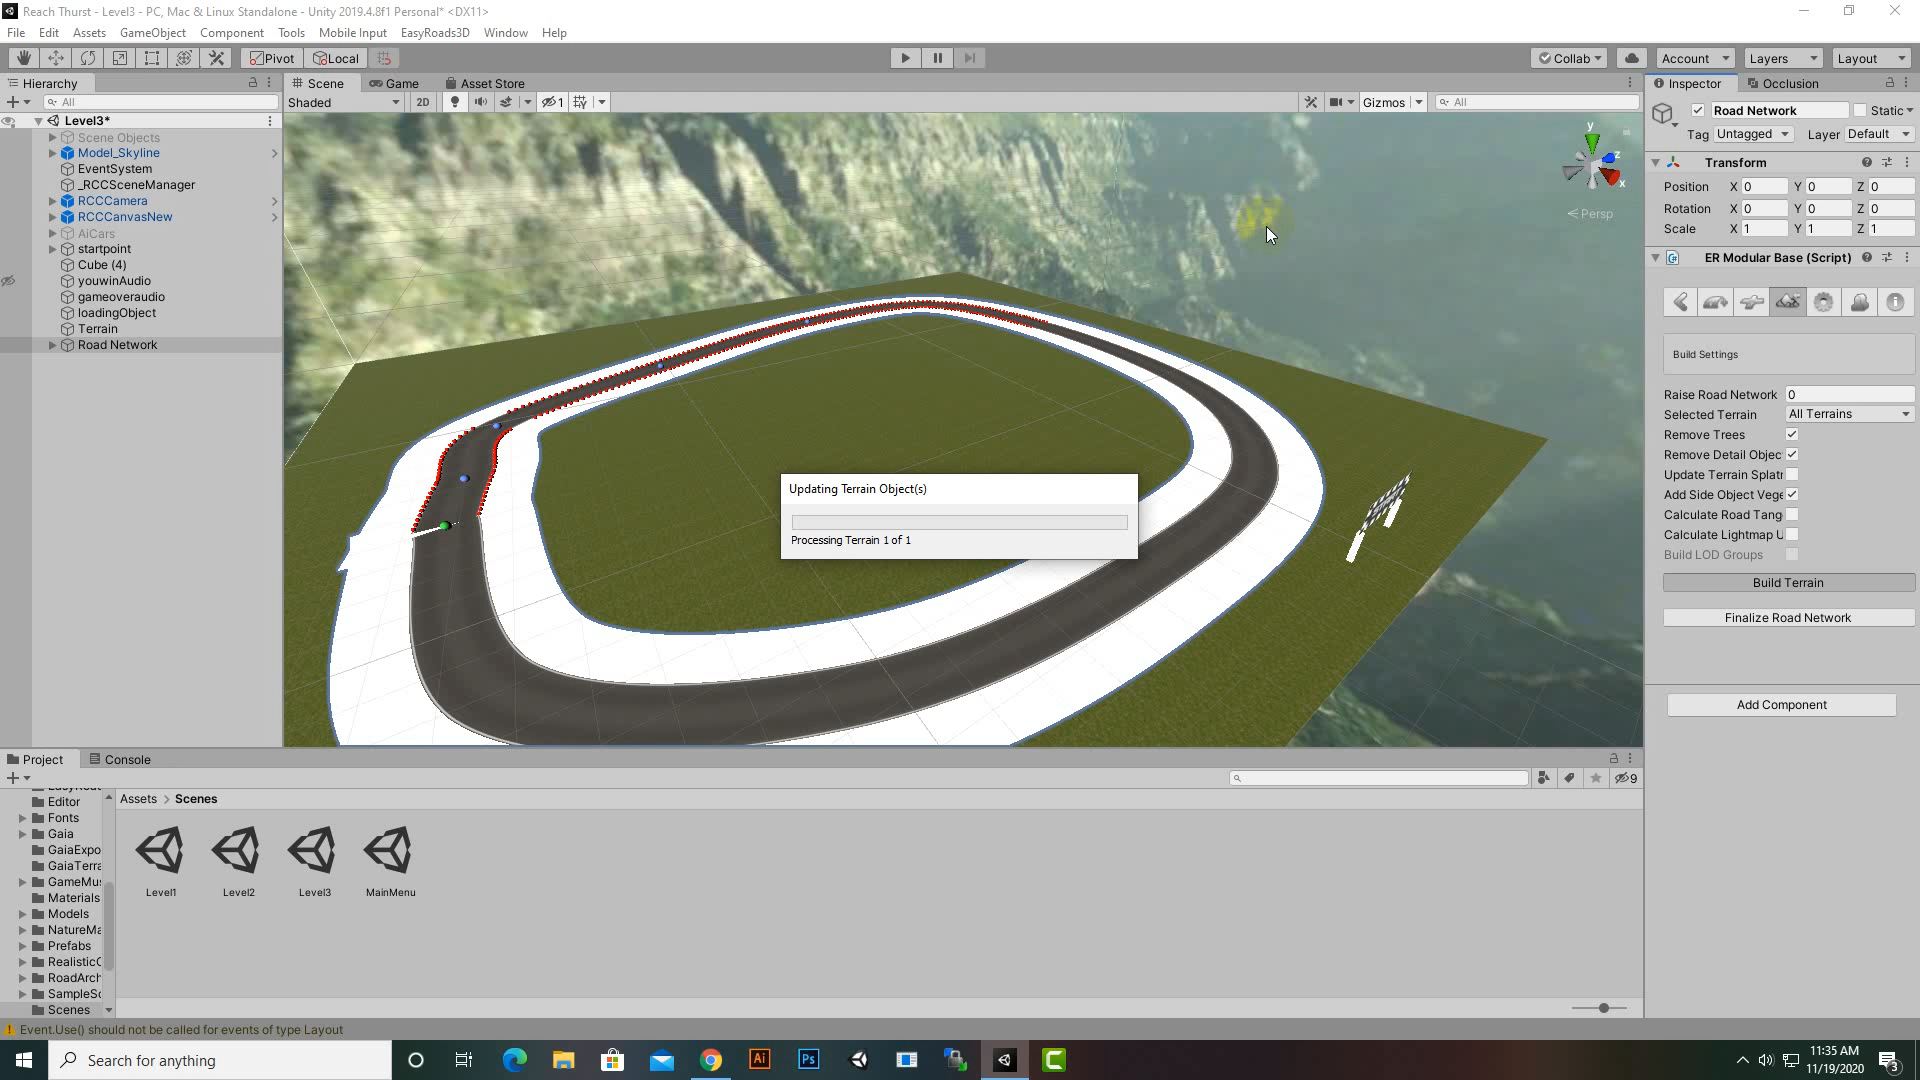 Reach Thurst - Level3 - PC, Mac & Linux Standalone - Unity 2019.4.8f1 Personal* <DX11>
File Edit Assets GameObject Component Tools Mobile Input EasyRoads3D Window Help
Pivot Local Collab Account Layers Layout
Hierarchy
All
Level3*
Scene Objects
Model_Skyline
EventSystem
_RCCSceneManager
RCCCamera
RCCCanvasNew
AiCars
startpoint
Cube (4)
youwinAudio
gameoveraudio
loadingObject
Terrain
Road Network
Scene Game Asset Store
Shaded 2D 1 Gizmos All
y
z
x
Persp
Updating Terrain Object(s)
Processing Terrain 1 of 1
Inspector Occlusion
Road Network Static
Tag Untagged Layer Default
Transform
Position X 0 Y 0 Z 0
Rotation X 0 Y 0 Z 0
Scale X 1 Y 1 Z 1
ER Modular Base (Script)
Build Settings
Raise Road Network 0
Selected Terrain All Terrains
Remove Trees
Remove Detail Objec
Update Terrain Splatr
Add Side Object Vege
Calculate Road Tang
Calculate Lightmap U
Build LOD Groups
Build Terrain
Finalize Road Network
Add Component
Project Console
9
Editor
Fonts
Gaia
GaiaExpo
GaiaTerra
GameMus
Materials
Models
NatureMa
Prefabs
RealisticC
RoadArch
SampleSc
Scenes
Assets > Scenes
Level1 Level2 Level3 MainMenu
Event.Use() should not be called for events of type Layout
Search for anything
Ai Ps
11:35 AM
11/19/2020
3